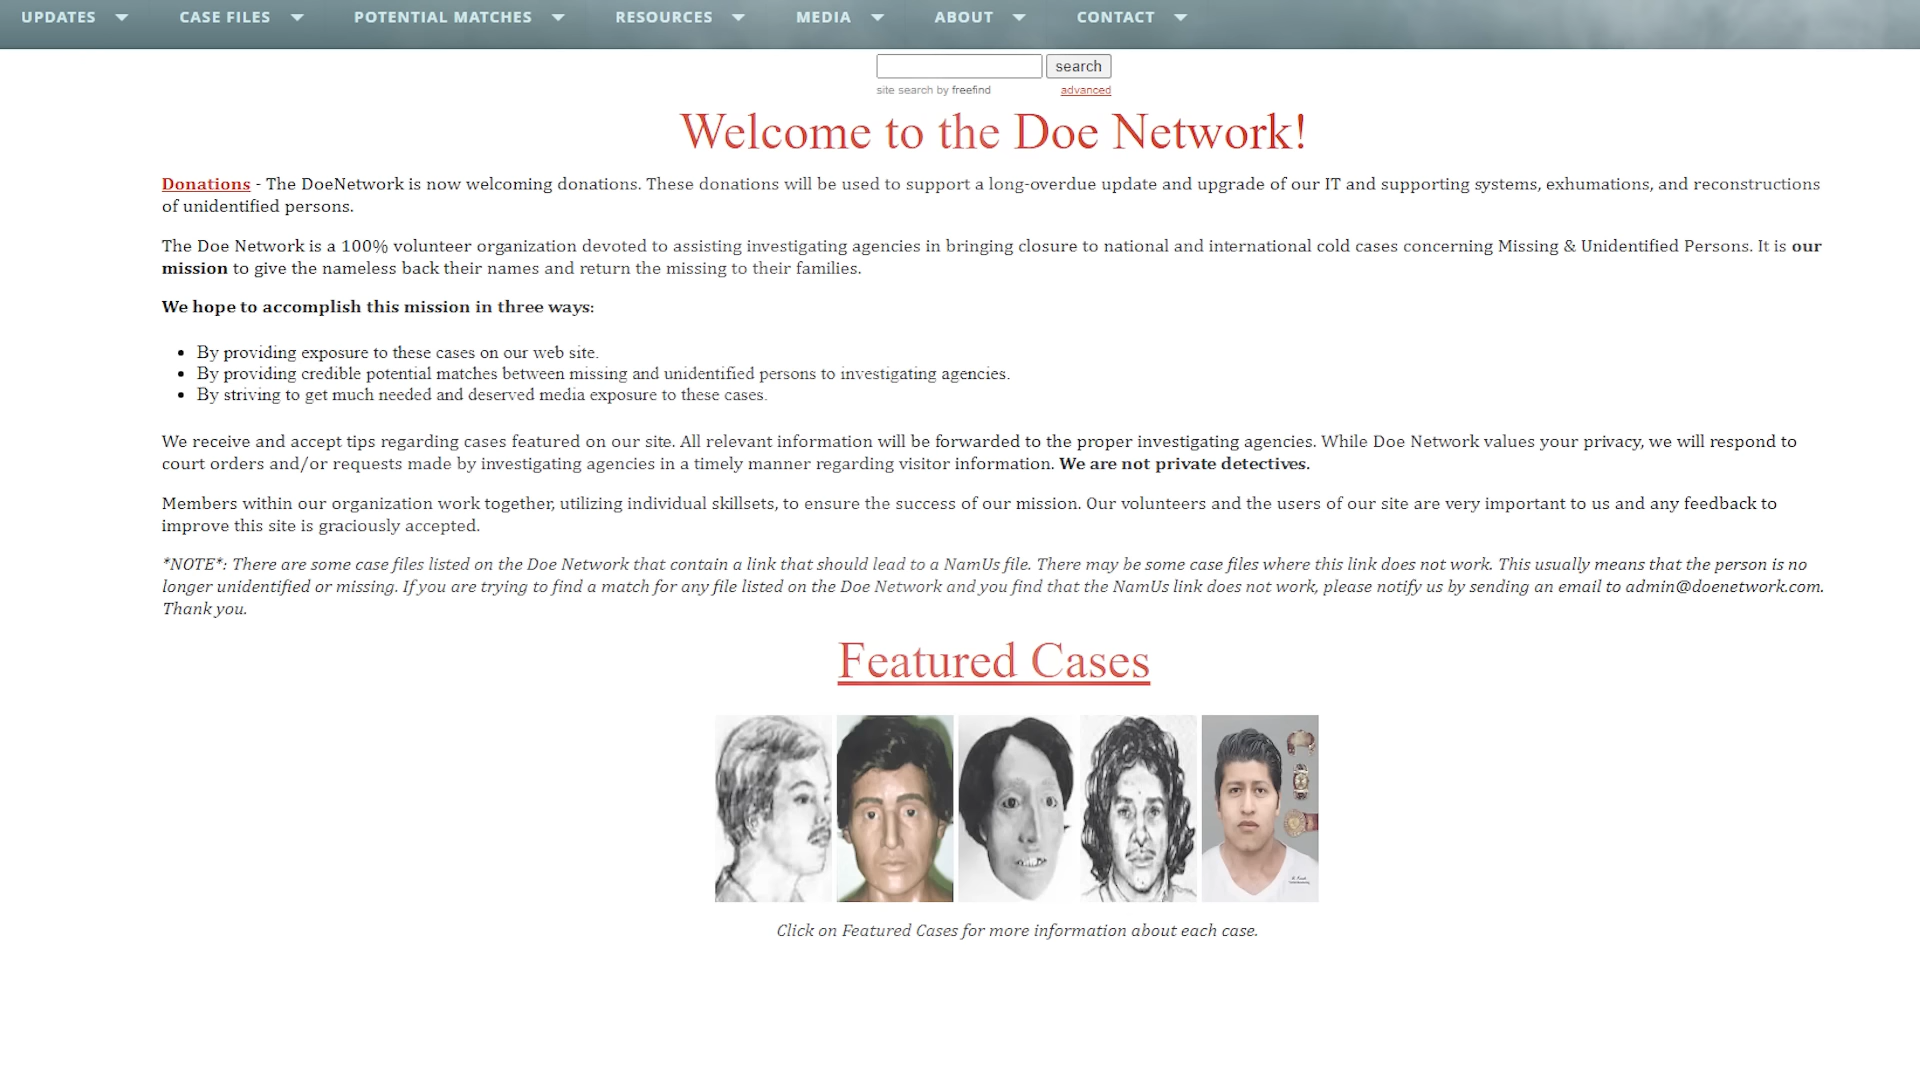 UPDATES CASE FILES POTENTIAL MATCHES RESOURCES MEDIA ABOUT CONTACT
search
site search by freefind advanced
Welcome to the Doe Network!
Donations - The DoeNetwork is now welcoming donations. These donations will be used to support a long-overdue update and upgrade of our IT and supporting systems, exhumations, and reconstructions
of unidentified persons.
The Doe Network is a 100% volunteer organization devoted to assisting investigating agencies in bringing closure to national and international cold cases concerning Missing & Unidentified Persons. It is our
mission to give the nameless back their names and return the missing to their families.
We hope to accomplish this mission in three ways:
• By providing exposure to these cases on our web site.
• By providing credible potential matches between missing and unidentified persons to investigating agencies.
• By striving to get much needed and deserved media exposure to these cases.
We receive and accept tips regarding cases featured on our site. All relevant information will be forwarded to the proper investigating agencies. While Doe Network values your privacy, we will respond to
court orders and/or requests made by investigating agencies in a timely manner regarding visitor information. We are not private detectives.
Members within our organization work together, utilizing individual skillsets, to ensure the success of our mission. Our volunteers and the users of our site are very important to us and any feedback to
improve this site is graciously accepted.
*NOTE*: There are some case files listed on the Doe Network that contain a link that should lead to a NamUs file. There may be some case files where this link does not work. This usually means that the person is no
longer unidentified or missing. If you are trying to find a match for any file listed on the Doe Network and you find that the NamUs link does not work, please notify us by sending an email to admin@doenetwork.com.
Thank you.
Featured Cases
Click on Featured Cases for more information about each case.